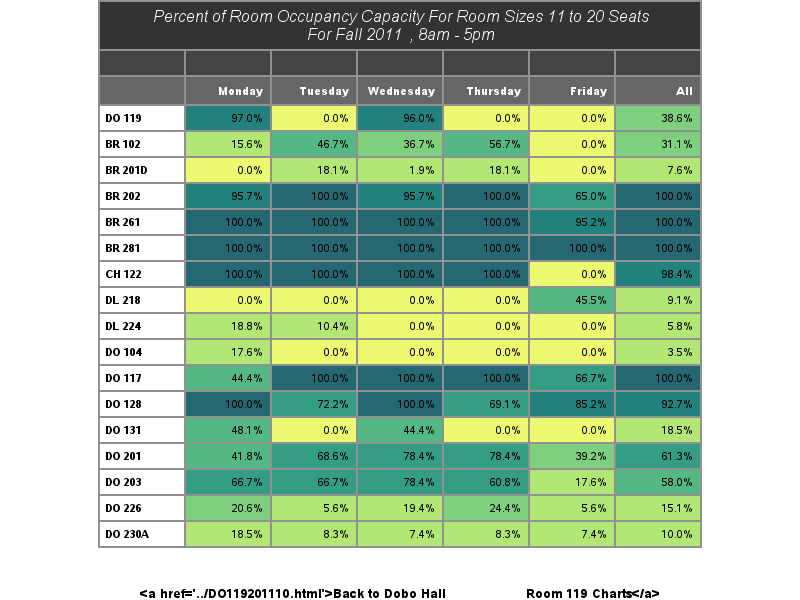 Percent of Room Occupancy Capacity For Room Sizes 11 to 20 Seats
For Fall 2011 , 8am - 5pm
Monday Tuesday Wednesday Thursday Friday All
DO 119 97.0% 0.0% 96.0% 0.0% 0.0% 38.6%
BR 102 15.6% 46.7% 36.7% 56.7% 0.0% 31.1%
BR 201D 0.0% 18.1% 1.9% 18.1% 0.0% 7.6%
BR 202 95.7% 100.0% 95.7% 100.0% 65.0% 100.0%
BR 261 100.0% 100.0% 100.0% 100.0% 95.2% 100.0%
BR 281 100.0% 100.0% 100.0% 100.0% 100.0% 100.0%
CH 122 100.0% 100.0% 100.0% 100.0% 0.0% 98.4%
DL 218 0.0% 0.0% 0.0% 0.0% 45.5% 9.1%
DL 224 18.8% 10.4% 0.0% 0.0% 0.0% 5.8%
DO 104 17.6% 0.0% 0.0% 0.0% 0.0% 3.5%
DO 117 44.4% 100.0% 100.0% 100.0% 66.7% 100.0%
DO 128 100.0% 72.2% 100.0% 69.1% 85.2% 92.7%
DO 131 48.1% 0.0% 44.4% 0.0% 0.0% 18.5%
DO 201 41.8% 68.6% 78.4% 78.4% 39.2% 61.3%
DO 203 66.7% 66.7% 78.4% 60.8% 17.6% 58.0%
DO 226 20.6% 5.6% 19.4% 24.4% 5.6% 15.1%
DO 230A 18.5% 8.3% 7.4% 8.3% 7.4% 10.0%
<a href='../DO119201110.html'>Back to Dobo Hall Room 119 Charts</a>